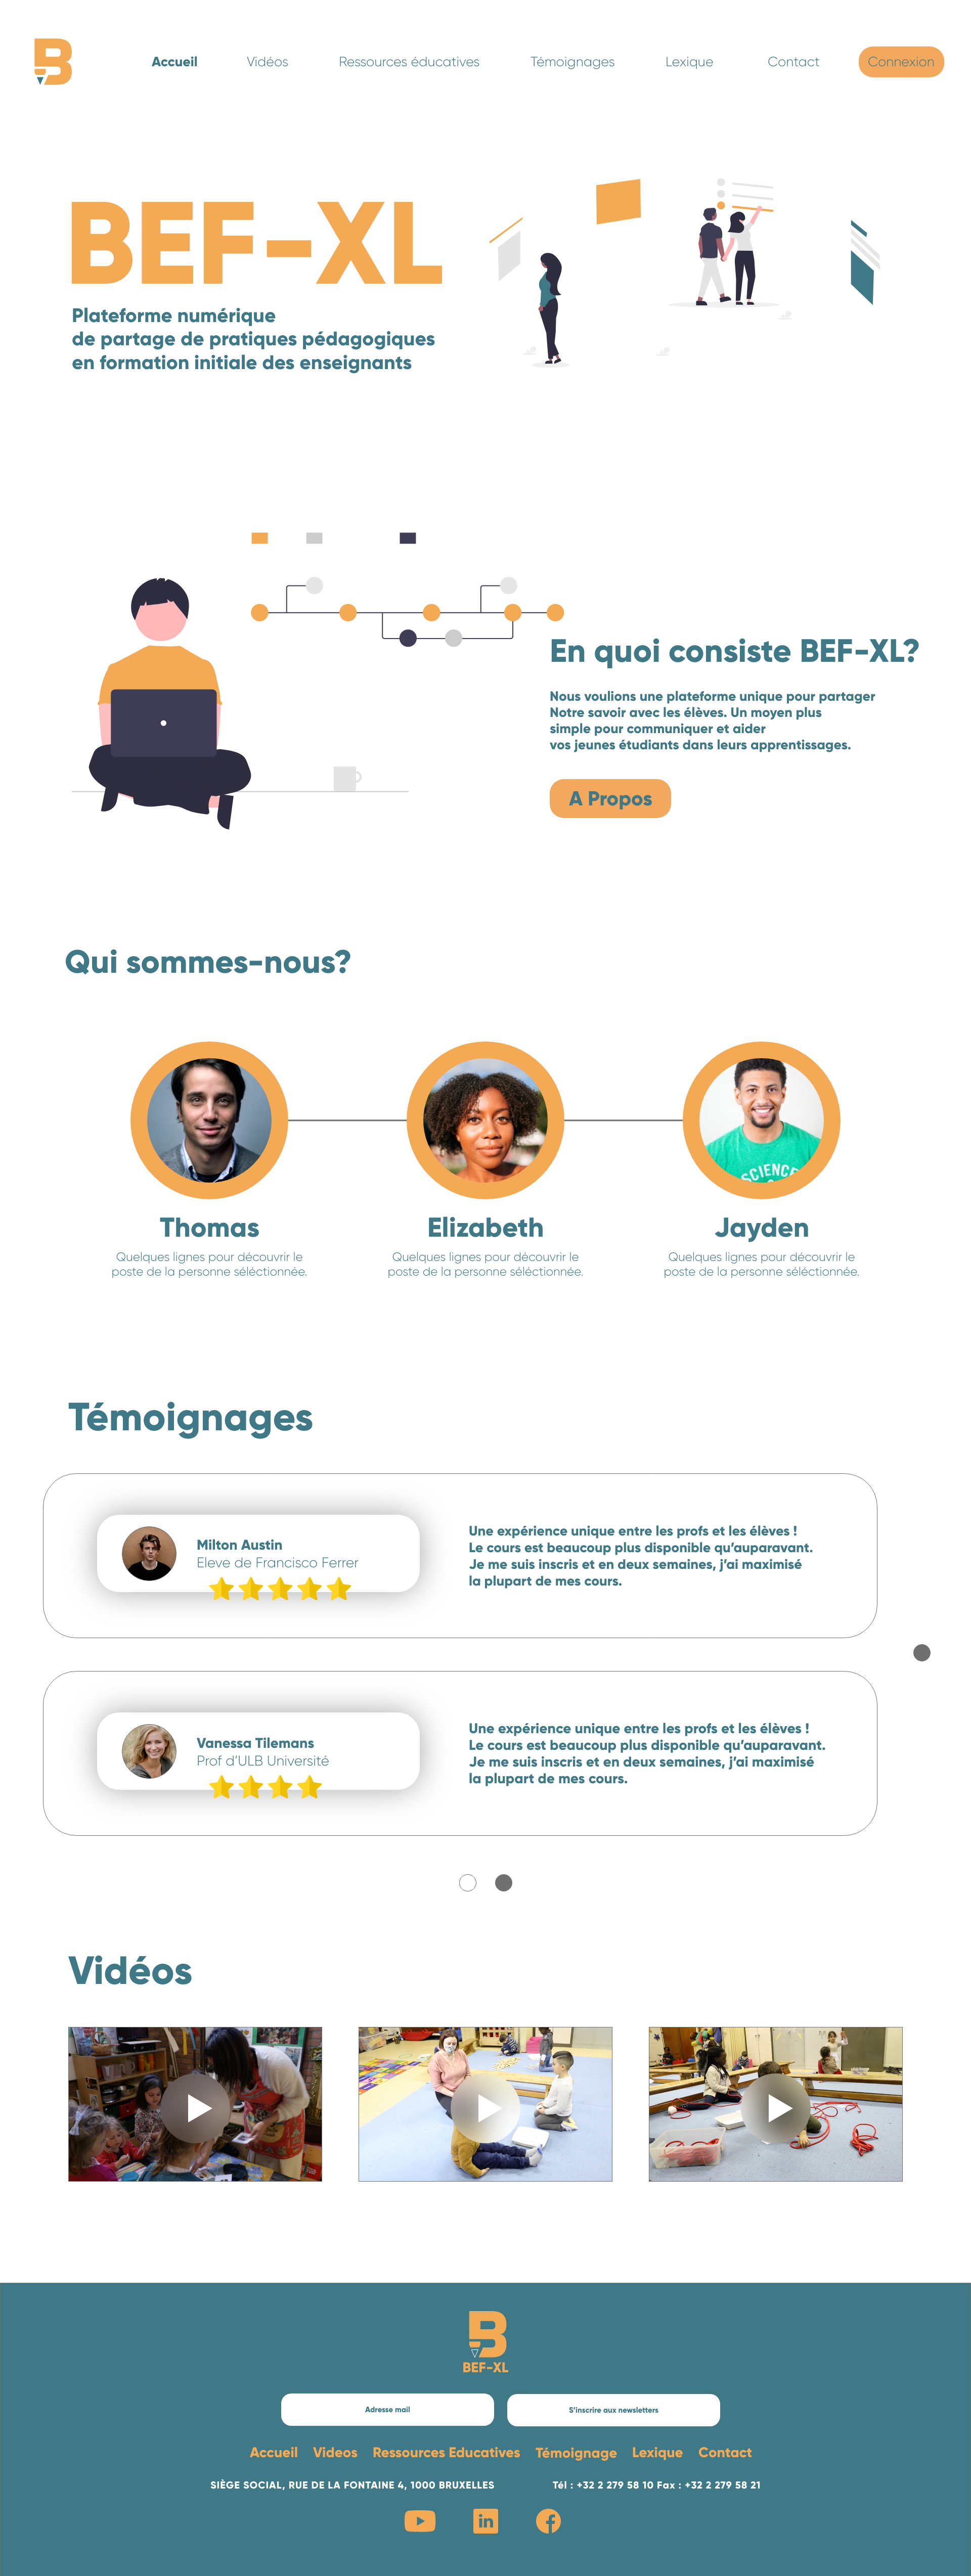 Accueil
Vidéos
Ressources éducatives
Témoignages
Lexique
Contact
Connexion
BEF-XL
Plateforme numérique
de partage de pratiques pédagogiques
en formation initiale des enseignants
En quoi consiste BEF-XL?
Nous voulions une plateforme unique pour partager
Notre savoir avec les élèves. Un moyen plus
simple pour communiquer et aider
vos jeunes étudiants dans leurs apprentissages.
A Propos
Qui sommes-nous?
SCIENCE
Thomas
Quelques lignes pour découvrir le
poste de la personne séléctionnée.
Elizabeth
Quelques lignes pour découvrir le
poste de la personne séléctionnée.
Jayden
Quelques lignes pour découvrir le
poste de la personne séléctionnée.
Témoignages
Milton Austin
Eleve de Francisco Ferrer
Une expérience unique entre les profs et les élèves !
Le cours est beaucoup plus disponible qu'auparavant.
Je me suis inscris et en deux semaines, j'ai maximisé
la plupart de mes cours.
Vanessa Tilemans
Prof d'ULB Université
Une expérience unique entre les profs et les élèves !
Le cours est beaucoup plus disponible qu'auparavant.
Je me suis inscris et en deux semaines, j'ai maximisé
la plupart de mes cours.
Vidéos
BEF-XL
Adresse mail
S'inscrire aux newsletters
Accueil
Videos
Ressources Educatives
Témoignage
Lexique
Contact
SIÈGE SOCIAL, RUE DE LA FONTAINE 4, 1000 BRUXELLES
Tél : +32 2 279 58 10 Fax : +32 2 279 58 21